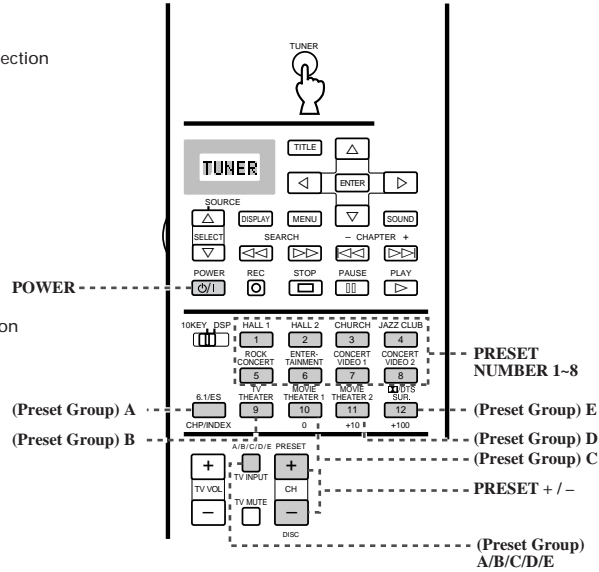 ection
TUNER
TUNER
TITLE
ENTER
SOURCE
DISPLAY MENU SOUND
SELECT SEARCH – CHAPTER +
POWER REC STOP PAUSE PLAY
POWER
on
10KEY DSP HALL 1 HALL 2 CHURCH JAZZ CLUB
1 2 3 4
ROCK CONCERT ENTER-TAINMENT CONCERT VIDEO 1 CONCERT VIDEO 2
5 6 7 8
PRESET
NUMBER 1~8
6.1/ES TV THEATER MOVIE THEATER 1 MOVIE THEATER 2 /DTS SUR.
9 10 11 12
CHP/INDEX 0 +10 +100
(Preset Group) A
(Preset Group) B
(Preset Group) E
(Preset Group) D
(Preset Group) C
A/B/C/D/E PRESET
+ +
TV VOL TV INPUT CH
– –
TV MUTE
DISC
PRESET + / –
(Preset Group)
A/B/C/D/E